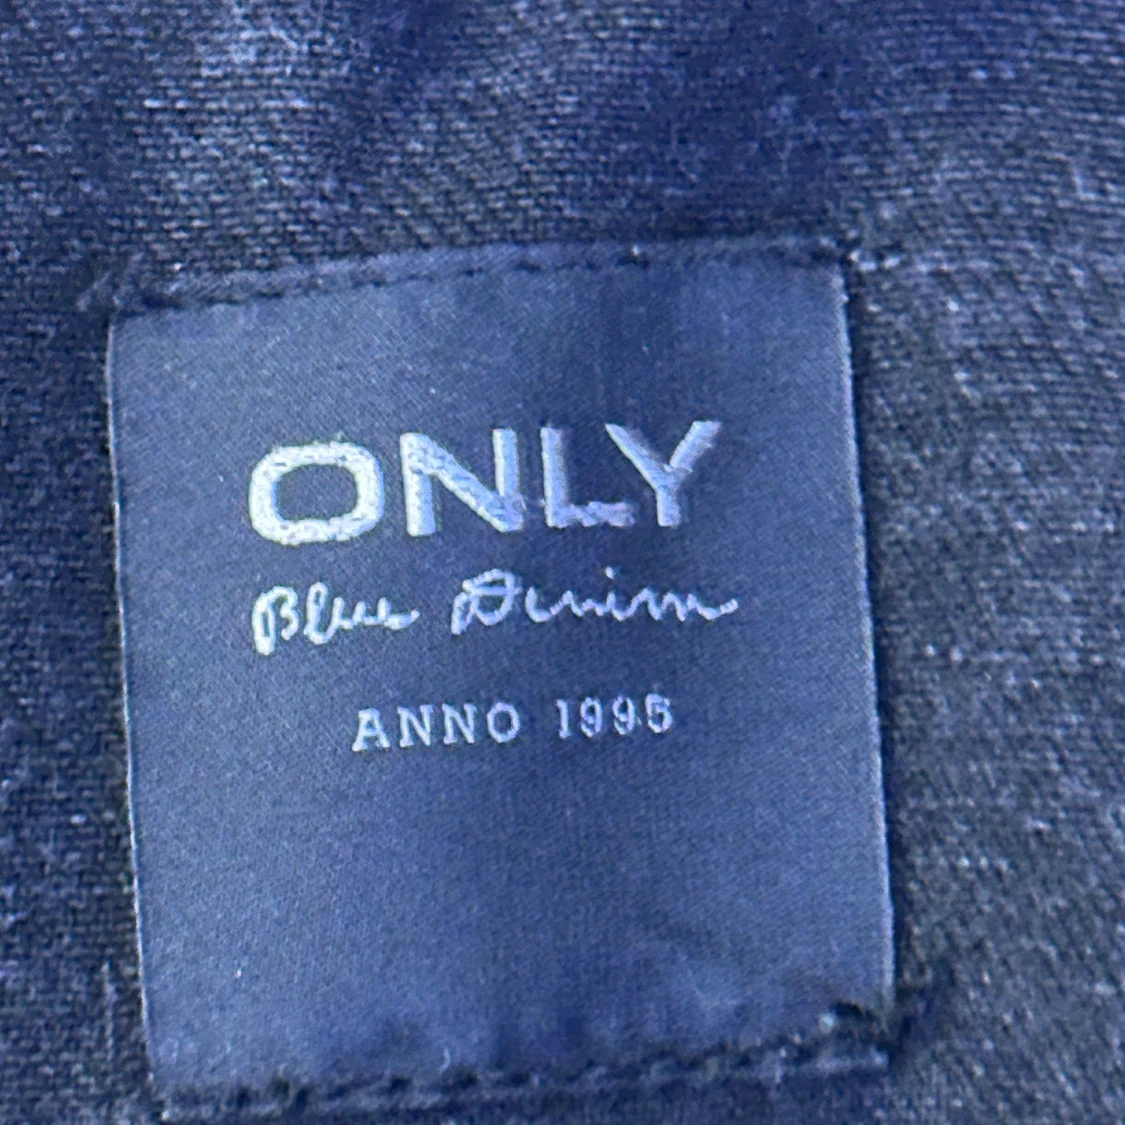 ONLY
Blue Denim
ANNO 1995